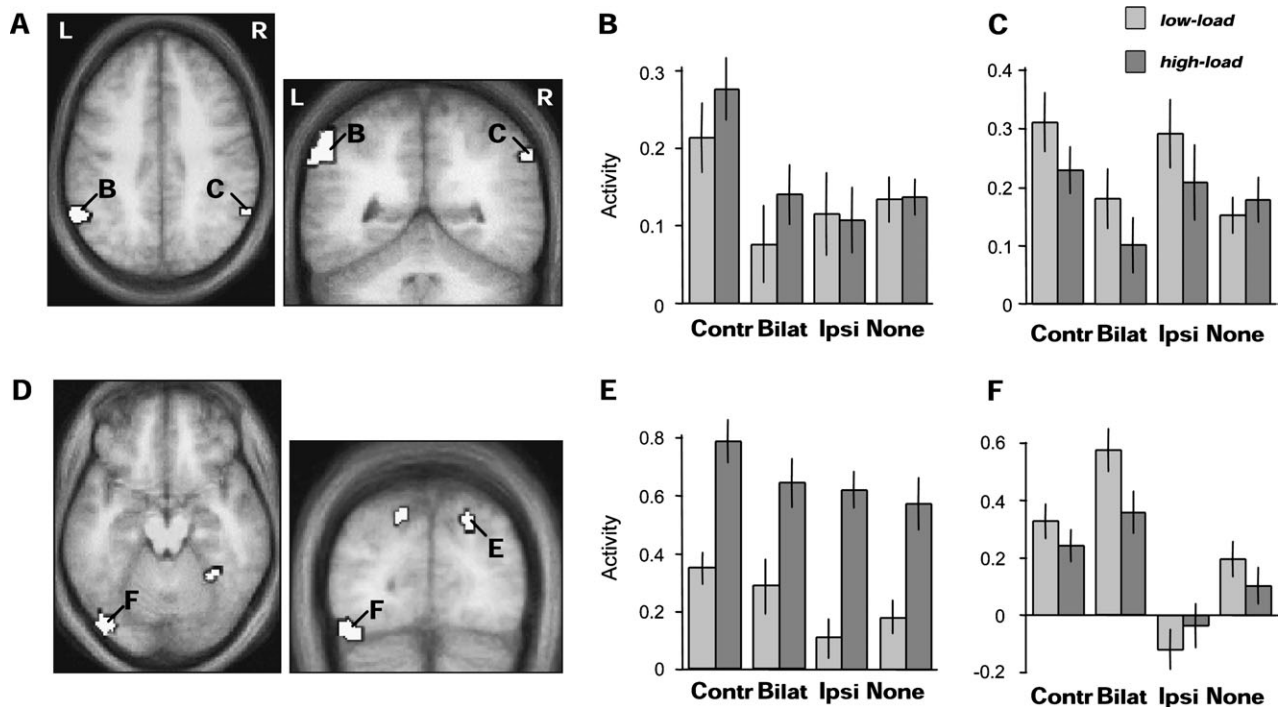 A
L
R
B
C
L
R
B
C
B
Activity
0.3
0.2
0.1
0
Contr Bilat Ipsi None
C
low-load
high-load
0.4
0.3
0.2
0.1
0
Contr Bilat Ipsi None
D
F
E
F
E
Activity
0.8
0.6
0.4
0.2
0
Contr Bilat Ipsi None
F
0.6
0.4
0.2
0
-0.2
Contr Bilat Ipsi None